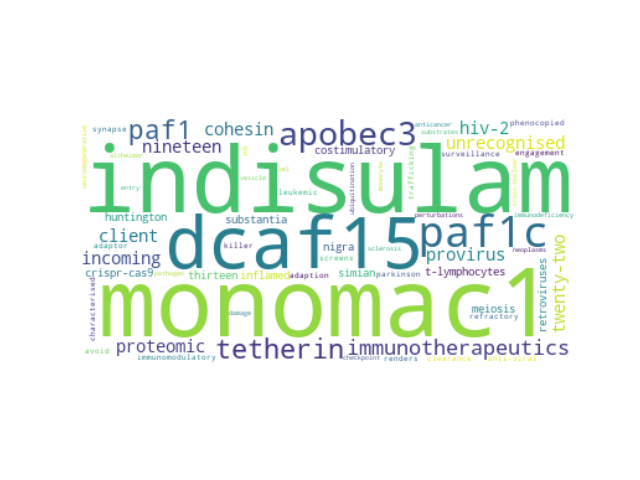 synapse paf1 cohesin apobec3 anticancer substrates hiv-2 phenocopied
nineteen costimulatory unrecognised
alzheimer hk surveillance engagement
indisulam
entry vesicle leukemic ubiquitination monocyte trafficking
huntington substantia perturbations immunodeficiency
client dcaf15 paf1c
adaptor killer nigra sclerosis neoplasms
incoming screens provirus
crispr-cas9 pathogen thirteen inflamed adaption simian parkinson t-lymphocytes
retroviruses twenty-two
characterised monomac1
damage meiosis
refractory
avoid proteomic tetherin immunotherapeutics
immunomodulatory checkpoint renders clearance anti-viral